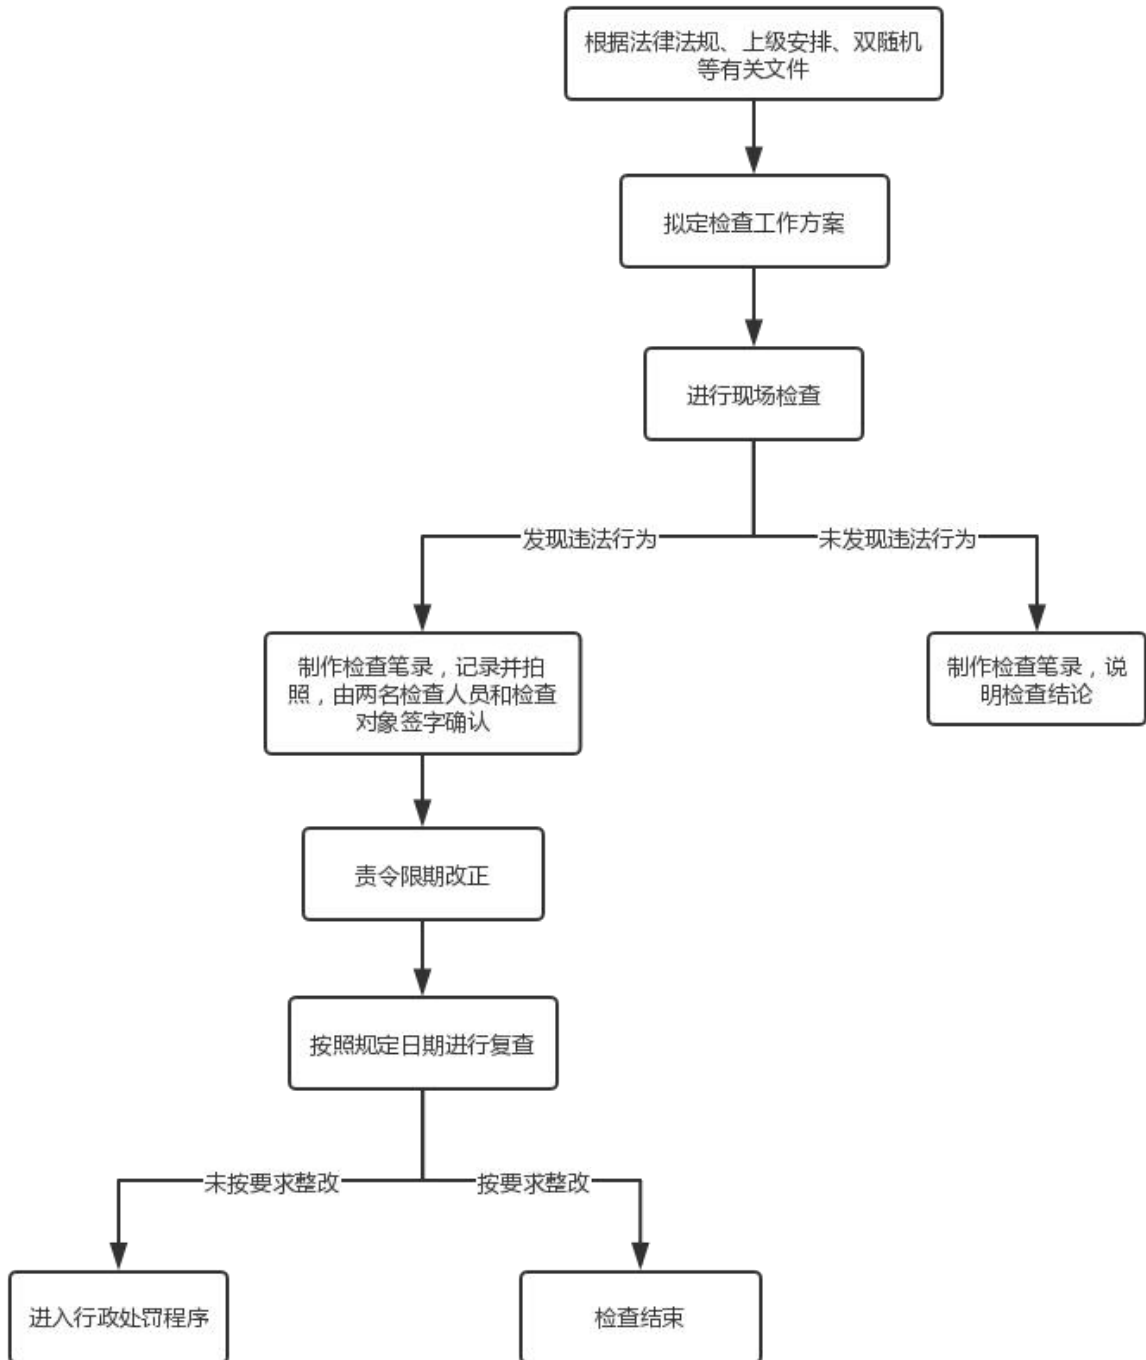 根据法律法规、上级安排、双随机
等有关文件
拟定检查工作方案
进行现场检查
发现违法行为
未发现违法行为
制作检查笔录，记录并拍
照，由两名检查人员和检查
对象签字确认
制作检查笔录，说
明检查结论
责令限期改正
按照规定日期进行复查
未按要求整改
按要求整改
进入行政处罚程序
检查结束